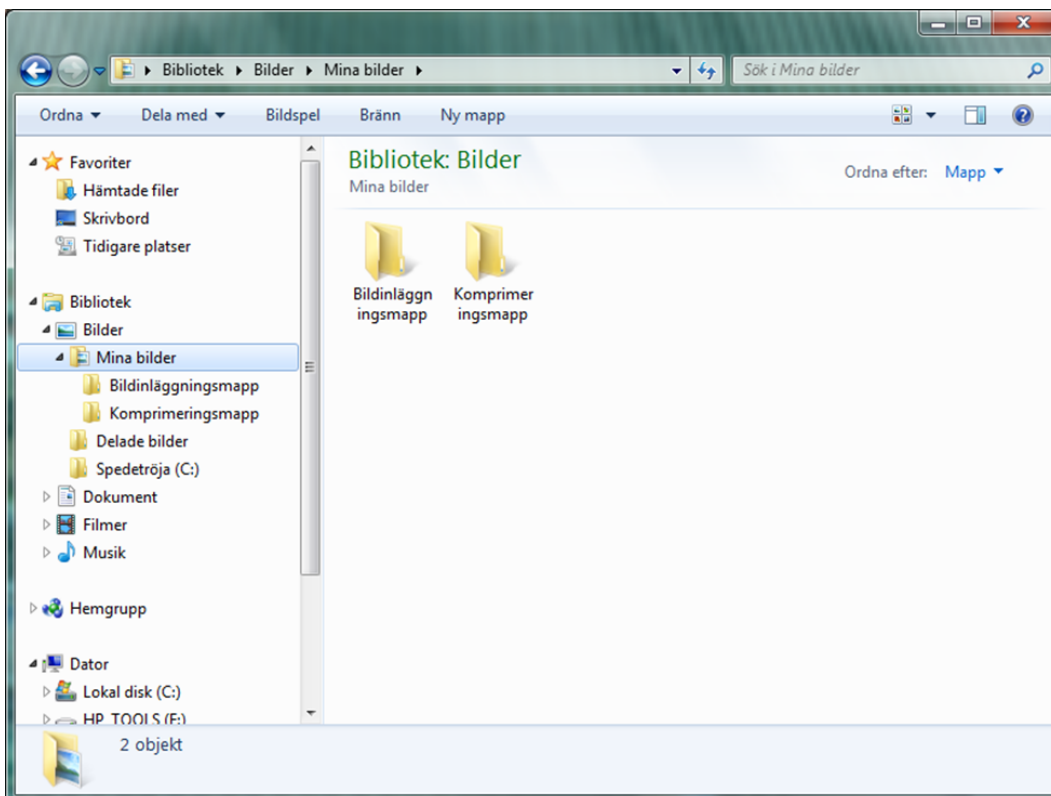 Bibliotek Bilder Mina bilder
Sök i Mina bilder
Ordna Dela med Bildspel Bränn Ny mapp
Favoriter
Hämtade filer
Skrivbord
Tidigare platser
Bibliotek
Bilder
Mina bilder
Bildinläggningsmapp
Komprimeringsmapp
Delade bilder
Spedetröja (C:)
Dokument
Filmer
Musik
Hemgrupp
Dator
Lokal disk (C:)
HP_TOOLS (F:)
Bibliotek: Bilder
Mina bilder
Ordna efter: Mapp
Bildinläggn
ingsmapp
Komprimer
ingsmapp
2 objekt